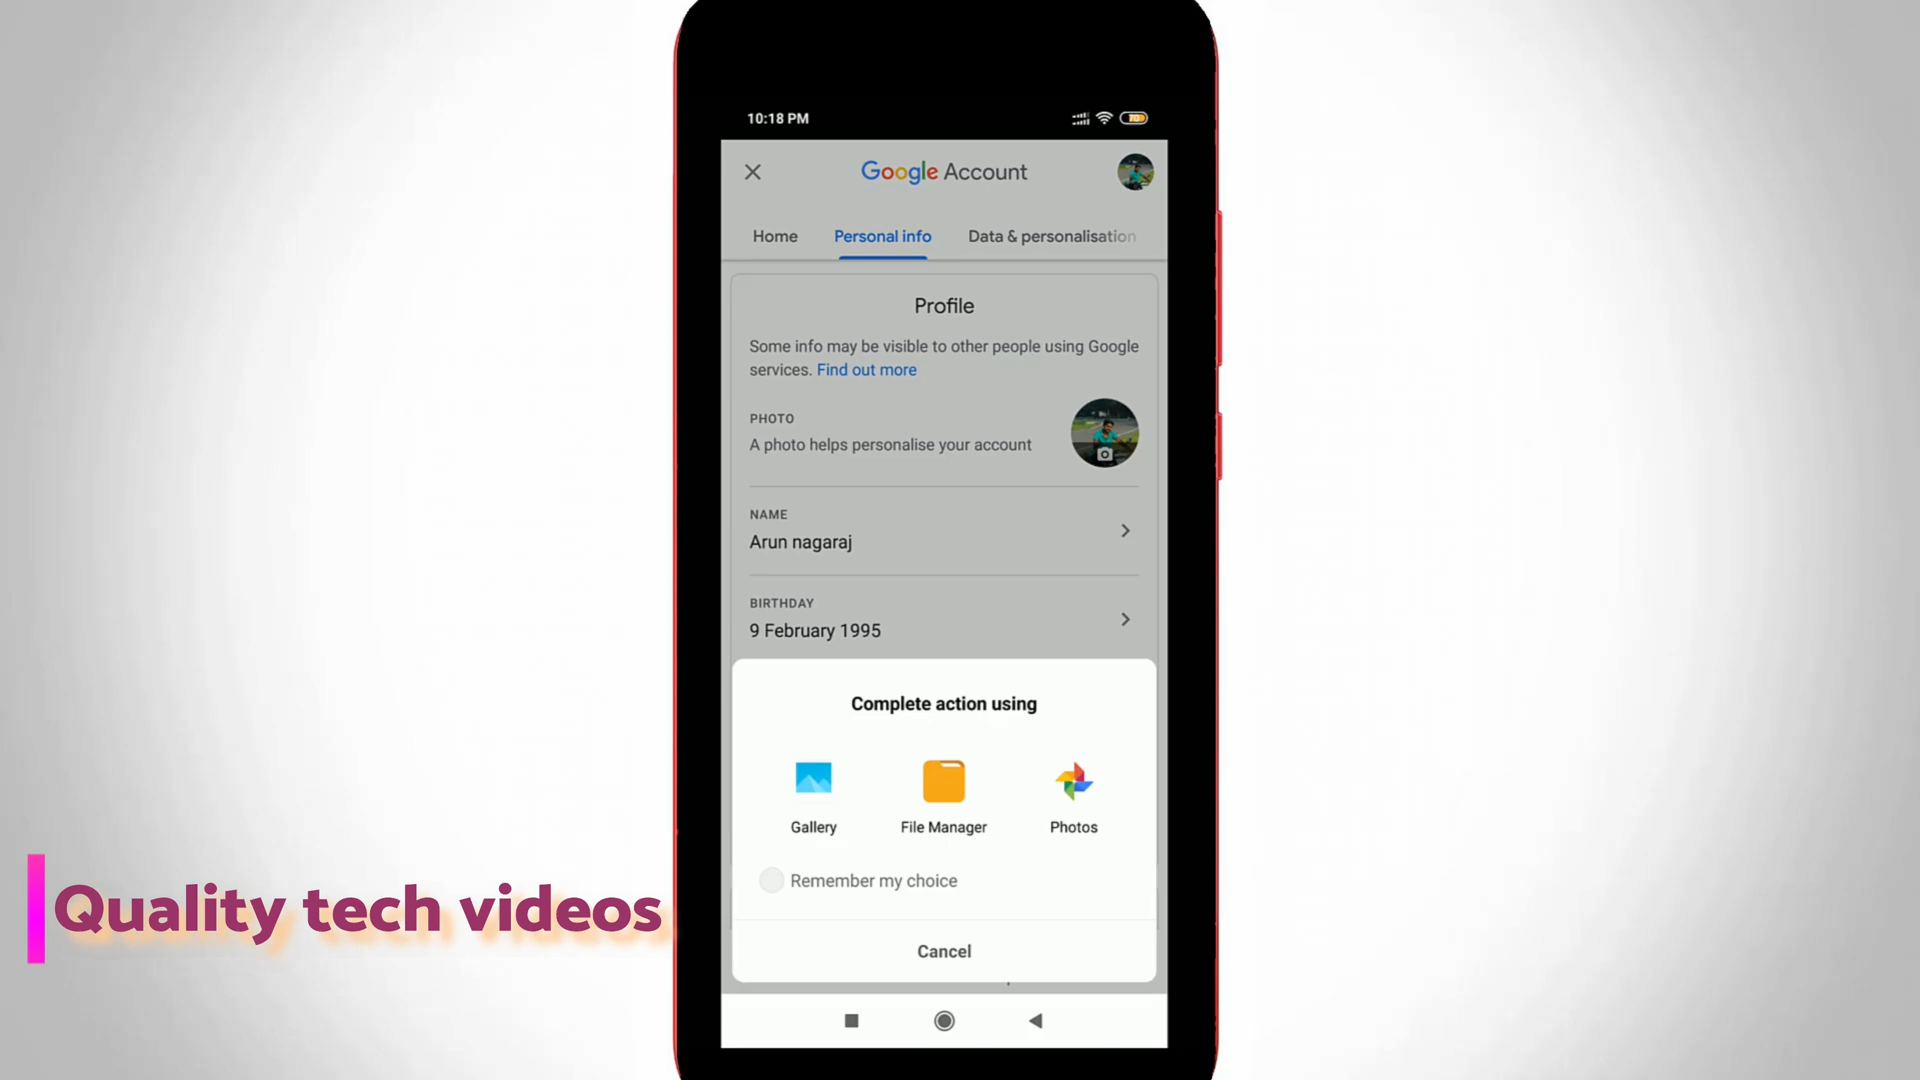 10:18 PM
70
Google Account
Home Personal info Data & personalisation
Profile
Some info may be visible to other people using Google
services. Find out more
PHOTO
A photo helps personalise your account
NAME
Arun nagaraj
BIRTHDAY
9 February 1995
Complete action using
Gallery File Manager Photos
Remember my choice
Cancel
Quality tech videos